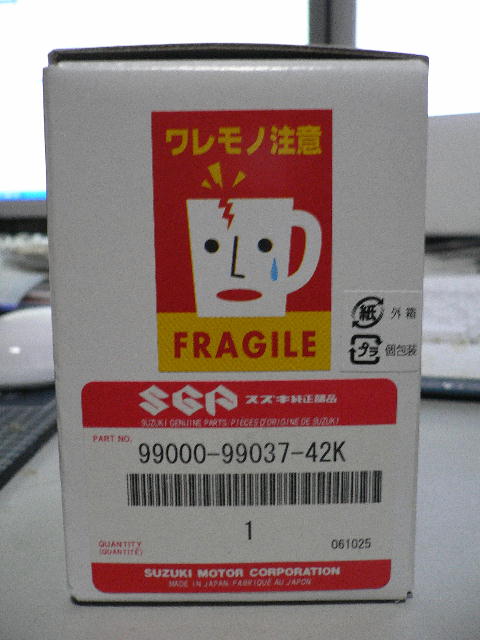 ワレモノ注意
FRAGILE
紙 外箱
プラ 個包装
SGP スズキ純正部品
SUZUKI GENUINE PARTS PIÈCES D'ORIGINE DE SUZUKI
PART NO.
99000-99037-42K
1
QUANTITY
(QUANTITÉ)
061025
SUZUKI MOTOR CORPORATION
MADE IN JAPAN FABRIQUÉ AU JAPON